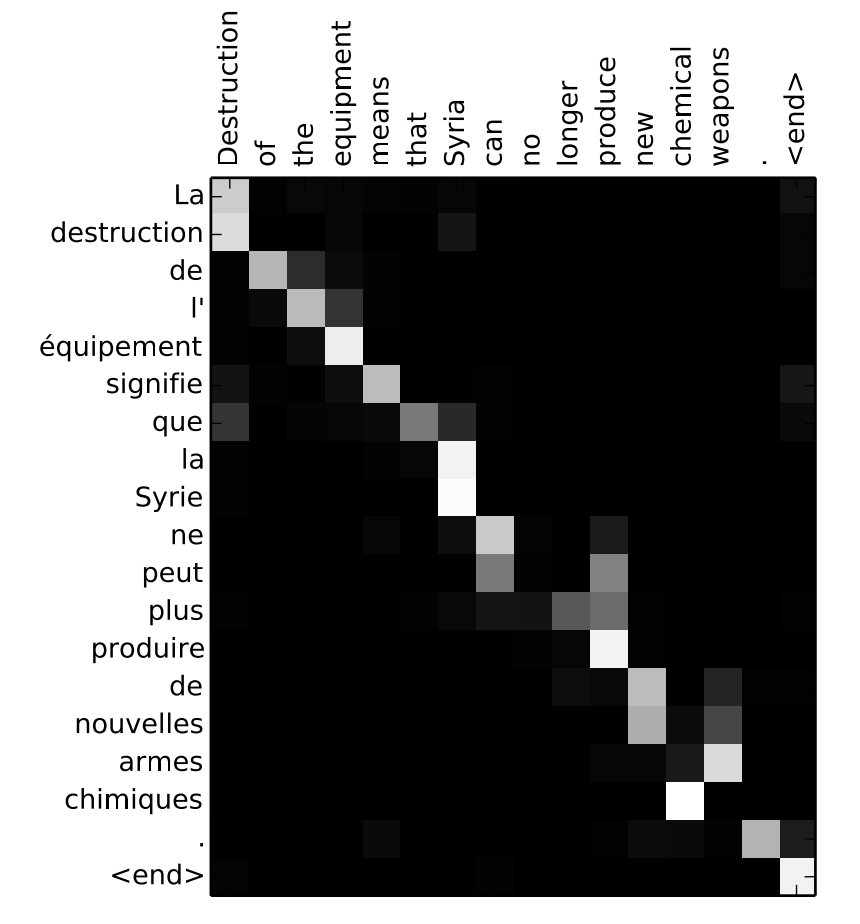 Destruction
of
the
equipment
means
that
Syria
can
no
longer
produce
new
chemical
weapons
.
<end>
La
destruction
de
l'
équipement
signifie
que
la
Syrie
ne
peut
plus
produire
de
nouvelles
armes
chimiques
.
<end>